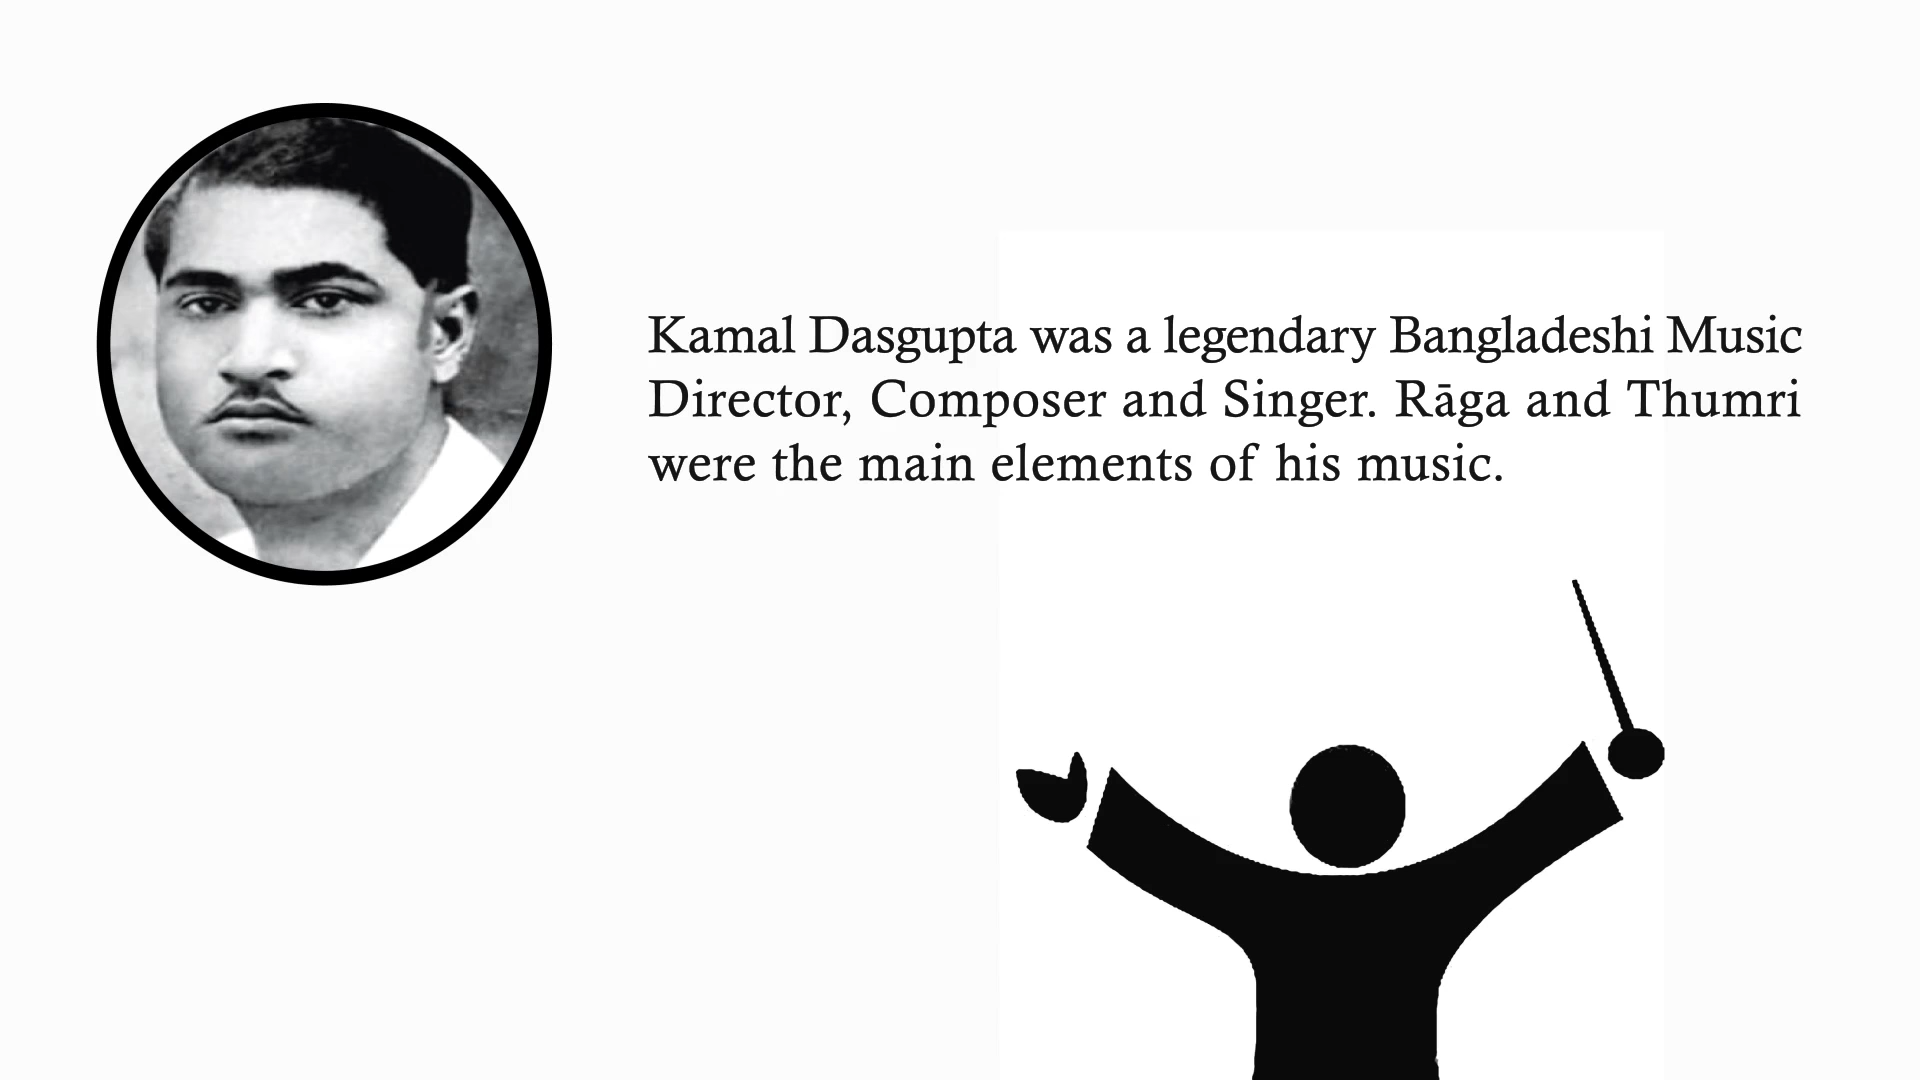 Kamal Dasgupta was a legendary Bangladeshi Music
Director, Composer and Singer. Rāga and Thumri
were the main elements of his music.